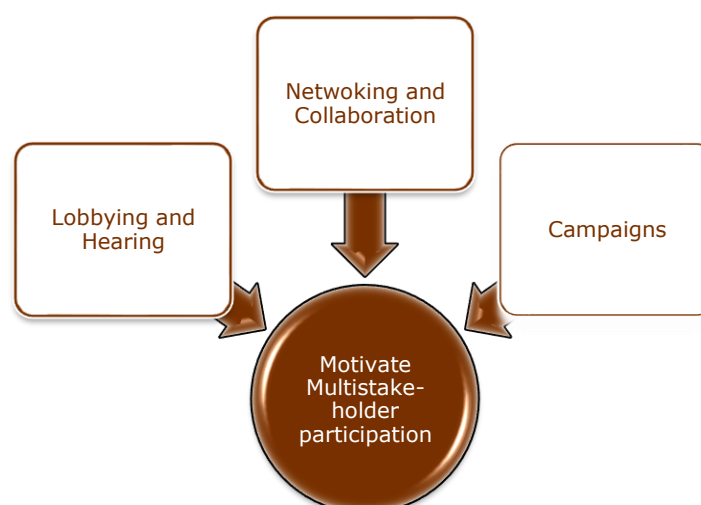 Netwoking and
Collaboration
Lobbying and
Hearing
Campaigns
Motivate
Multistake-
holder
participation